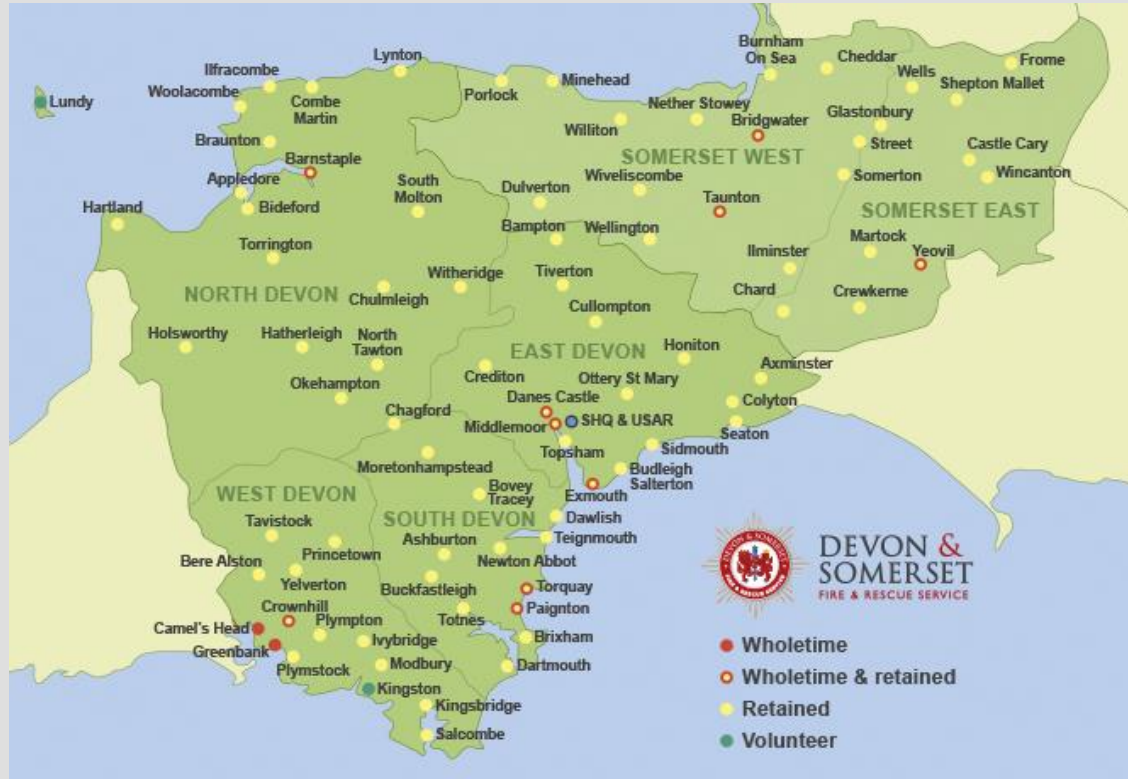 Lynton
Ilfracombe
Woolacombe
Combe
Martin
Lundy
Braunton
Barnstaple
Appledore
Bideford
Hartland
Torrington
South
Molton
NORTH DEVON
Chulmleigh
Witheridge
Holsworthy
Hatherleigh
North
Tawton
Okehampton
Chagford
Porlock
Minehead
Burnham
On Sea
Cheddar
Wells
Frome
Shepton Mallet
Nether Stowey
Williton
Bridgwater
Glastonbury
Street
Castle Cary
Wincanton
SOMERSET WEST
Wiveliscombe
Somerton
Dulverton
Taunton
SOMERSET EAST
Bampton
Wellington
Martock
Yeovil
Ilminster
Chard
Crewkerne
Tiverton
Cullompton
EAST DEVON
Honiton
Axminster
Crediton
Ottery St Mary
Colyton
Danes Castle
Middlemoor
SHQ & USAR
Seaton
Topsham
Sidmouth
Budleigh
Salterton
Exmouth
Moretonhampstead
Bovey
Tracey
WEST DEVON
SOUTH DEVON
Dawlish
Teignmouth
Tavistock
Princetown
Ashburton
Newton Abbot
Bere Alston
Yelverton
Buckfastleigh
Torquay
Crownhill
Paignton
Camel's Head
Plympton
Totnes
Greenbank
Ivybridge
Brixham
Plymstock
Modbury
Dartmouth
Kingston
Kingsbridge
Salcombe
DEVON &
SOMERSET
FIRE & RESCUE SERVICE
DEVON & SOMERSET
FIRE & RESCUE SERVICE
Wholetime
Wholetime & retained
Retained
Volunteer